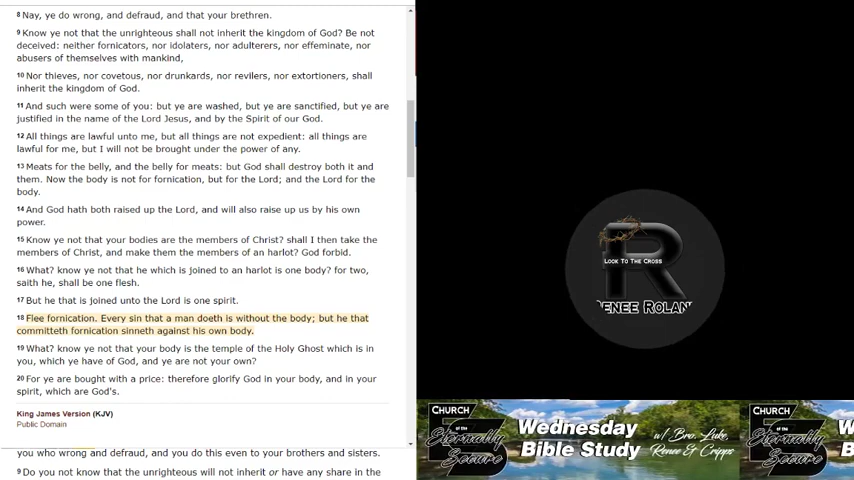 8 Nay, ye do wrong, and defraud, and that your brethren.
9 Know ye not that the unrighteous shall not inherit the kingdom of God? Be not
deceived: neither fornicators, nor idolaters, nor adulterers, nor effeminate, nor
abusers of themselves with mankind,
10 Nor thieves, nor covetous, nor drunkards, nor revilers, nor extortioners, shall
inherit the kingdom of God.
11 And such were some of you: but ye are washed, but ye are sanctified, but ye are
justified in the name of the Lord Jesus, and by the Spirit of our God.
12 All things are lawful unto me, but all things are not expedient: all things are
lawful for me, but I will not be brought under the power of any.
13 Meats for the belly, and the belly for meats: but God shall destroy both it and
them. Now the body is not for fornication, but for the Lord; and the Lord for the
body.
14 And God hath both raised up the Lord, and will also raise up us by his own
power.
15 Know ye not that your bodies are the members of Christ? shall I then take the
members of Christ, and make them the members of an harlot? God forbid.
16 What? know ye not that he which is joined to an harlot is one body? for two,
saith he, shall be one flesh.
17 But he that is joined unto the Lord is one spirit.
18 Flee fornication. Every sin that a man doeth is without the body; but he that
committeth fornication sinneth against his own body.
19 What? know ye not that your body is the temple of the Holy Ghost which is in
you, which ye have of God, and ye are not your own?
20 For ye are bought with a price: therefore glorify God in your body, and in your
spirit, which are God's.
King James Version (KJV)
Public Domain
you who wrong and defraud, and you do this even to your brothers and sisters.
9 Do you not know that the unrighteous will not inherit or have any share in the
R
LOOK TO THE CROSS
RENEE ROLAN
CHURCH
of the
Eternally
Secure
Wednesday
Bible Study
w/ Bro. Luke,
Renee & Cripps
CHURCH
of the
Eternally
Secure
W
Bi